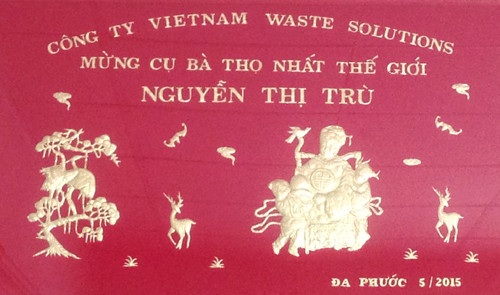 CÔNG TY VIETNAM WASTE SOLUTIONS
MỪNG CỤ BÀ THỌ NHẤT THẾ GIỚI
NGUYỄN THỊ TRÙ
ĐA PHƯỚC 5/2015